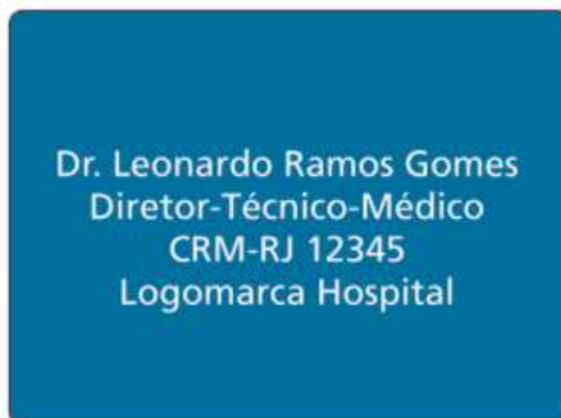 Dr. Leonardo Ramos Gomes
Diretor-Técnico-Médico
CRM-RJ 12345
Logomarca Hospital